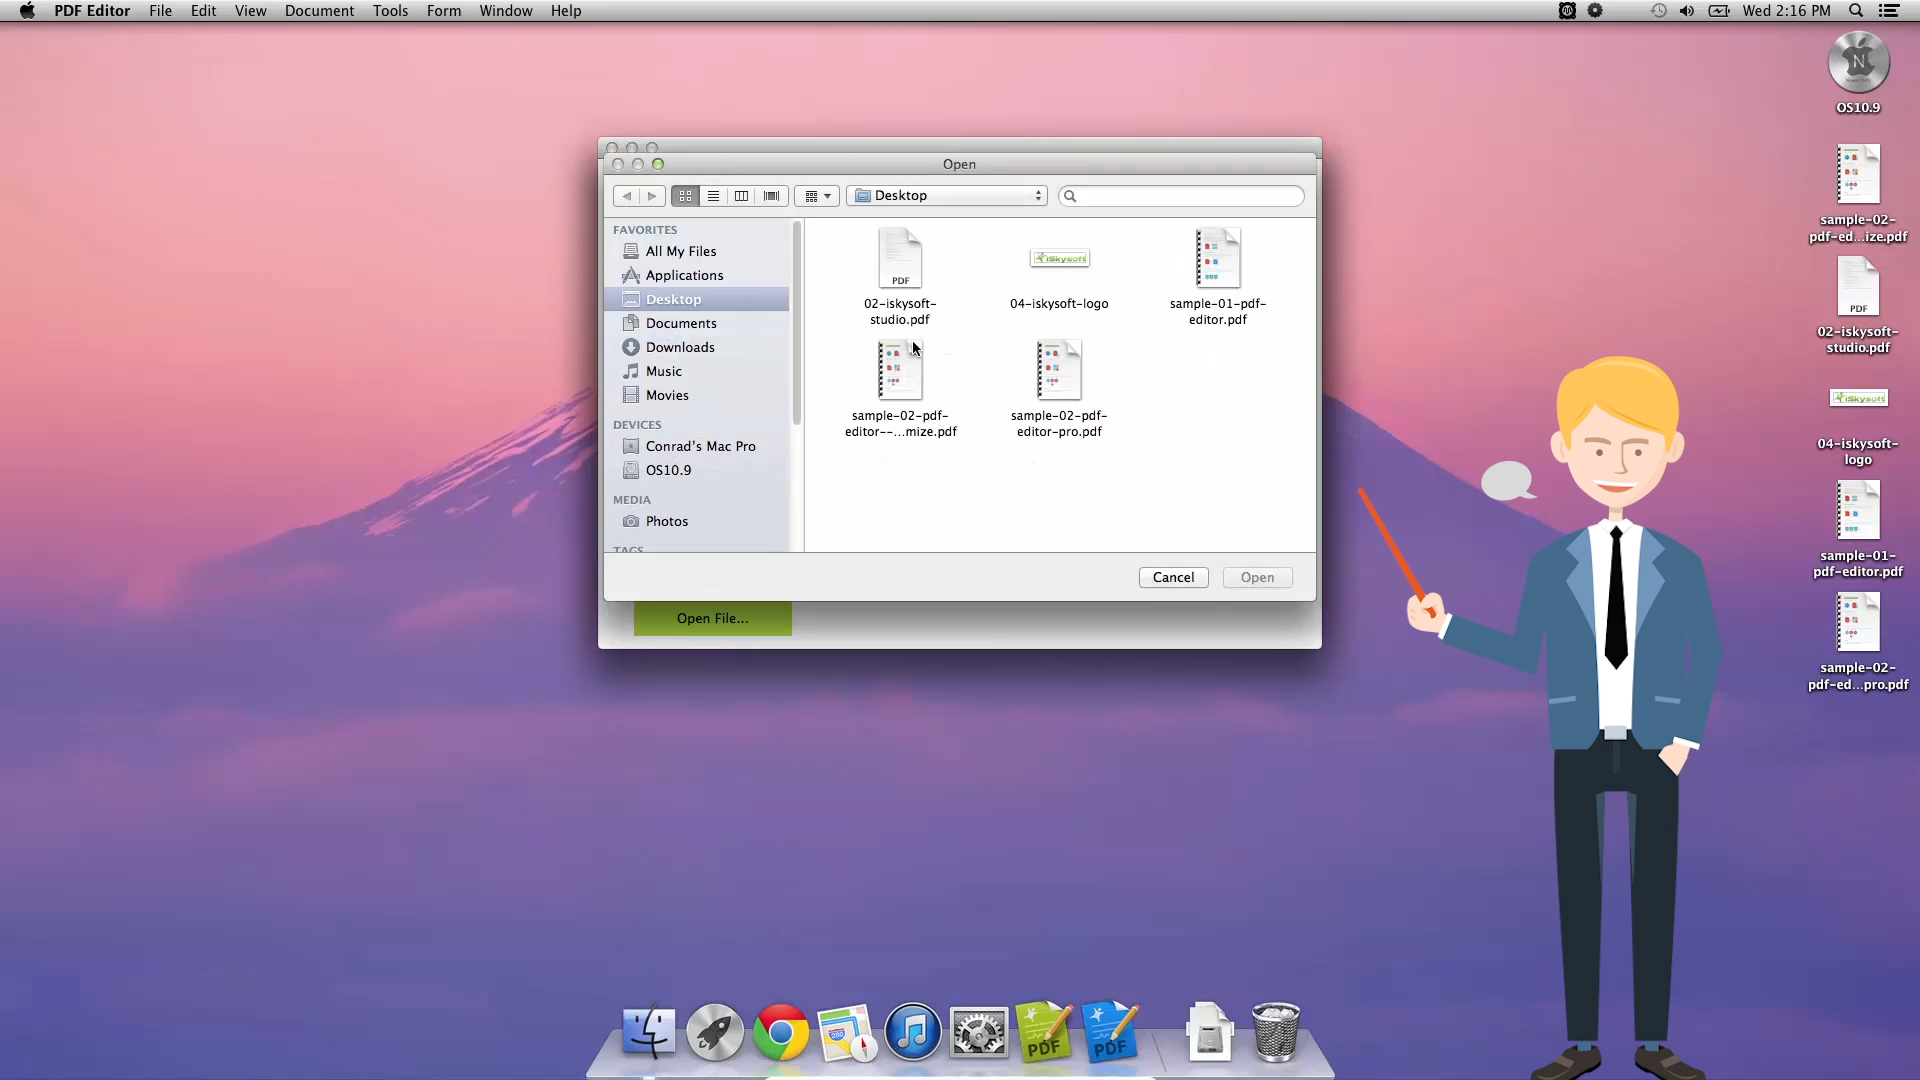 PDF Editor File Edit View Document Tools Form Window Help
Wed 2:16 PM
Open
Desktop
FAVORITES
All My Files
Applications
Desktop
Documents
Downloads
Music
Movies
DEVICES
Conrad's Mac Pro
OS10.9
MEDIA
Photos
TAGS
PDF
02-iskysoft-
studio.pdf
iSkysoft
04-iskysoft-logo
sample-01-pdf-
editor.pdf
sample-02-pdf-
editor--...mize.pdf
sample-02-pdf-
editor-pro.pdf
Cancel
Open
Open File...
N
OS10.9
sample-02-
pdf-ed...ize.pdf
PDF
02-iskysoft-
studio.pdf
iSkysoft
04-iskysoft-
logo
sample-01-
pdf-editor.pdf
sample-02-
pdf-ed...pro.pdf
PDF
PDF